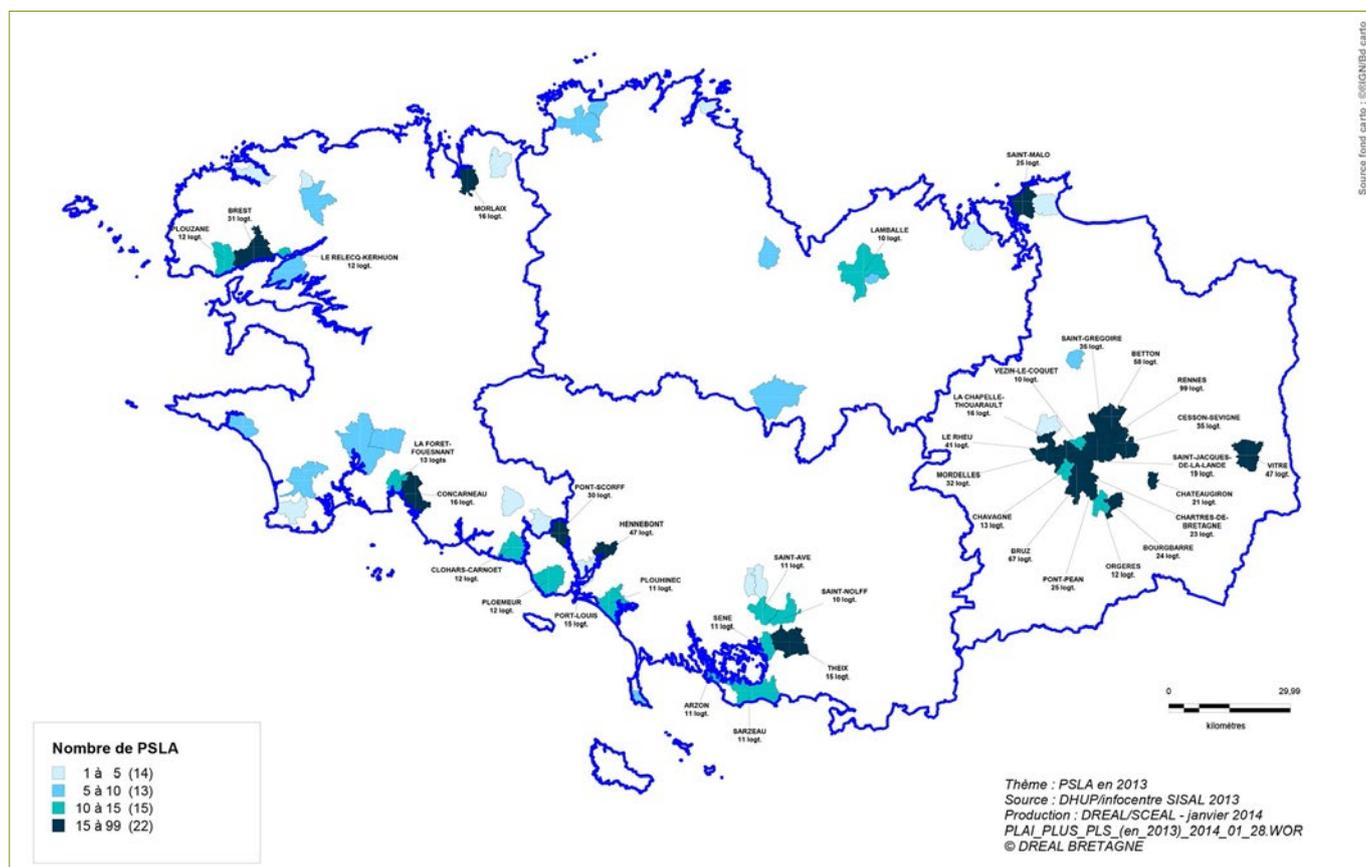 Source fond carto : ©®IGN/Bd carto
SAINT-MALO
25 logt.
MORLAIX
16 logt.
BREST
31 logt.
PLOUZANE
12 logt.
LE RELECQ-KERHUON
12 logt.
LAMBALLE
10 logt.
SAINT-GREGOIRE
36 logt.
BETTON
58 logt.
VEZIN-LE-COQUET
10 logt.
RENNES
99 logt.
LA CHAPELLE-
THOUARAULT
16 logt.
CESSON-SEVIGNE
35 logt.
LE RHEU
41 logt.
SAINT-JACQUES-
DE-LA-LANDE
19 logt.
VITRE
47 logt.
MORDELLES
32 logt.
CHATEAUGIRON
21 logt.
CHAVAGNE
13 logt.
CHARTRES-DE-
BRETAGNE
23 logt.
BRUZ
67 logt.
BOURGBARRE
24 logt.
PONT-PEAN
25 logt.
ORGERES
12 logt.
LA FORET-
FOUESNANT
13 logts
CONCARNEAU
16 logt.
PONT-SCORFF
30 logt.
HENNEBONT
47 logt.
CLOHARS-CARNOET
12 logt.
PLOEMEUR
12 logt.
PORT-LOUIS
15 logt.
PLOUHINEC
11 logt.
SAINT-AVE
11 logt.
SAINT-NOLFF
10 logt.
SENE
11 logt.
THEIX
15 logt.
ARZON
11 logt.
SARZEAU
11 logt.
0 29,99
kilomètres
Nombre de PSLA
1 à 5 (14)
5 à 10 (13)
10 à 15 (15)
15 à 99 (22)
Thème : PSLA en 2013
Source : DHUP/infocentre SISAL 2013
Production : DREAL/SCEAL - janvier 2014
PLAI_PLUS_PLS_(en_2013)_2014_01_28.WOR
© DREAL BRETAGNE